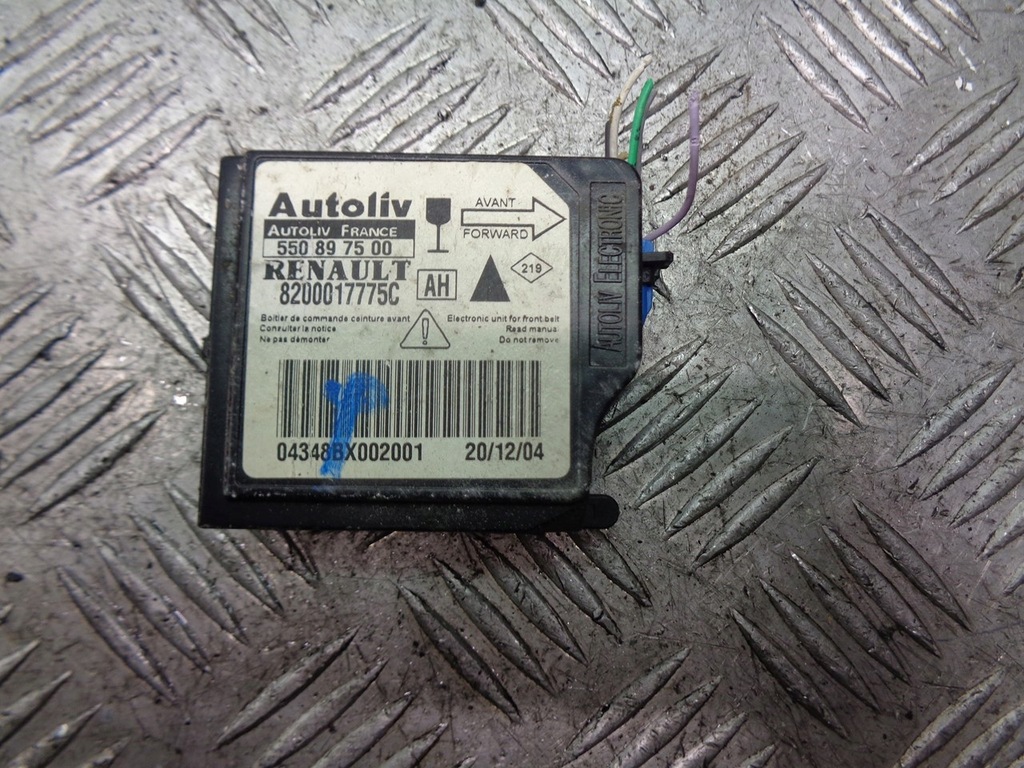 Autoliv
AUTOLIV FRANCE
550 89 75 00
RENAULT
8200017775C
AH
AVANT
FORWARD
219
Boîtier de commande ceinture avant
Consulter la notice
Ne pas démonter
Electronic unit for front belt
Read manual
Do not remove
04348BX002001 20/12/04
AUTOLIV ELECTRONIC